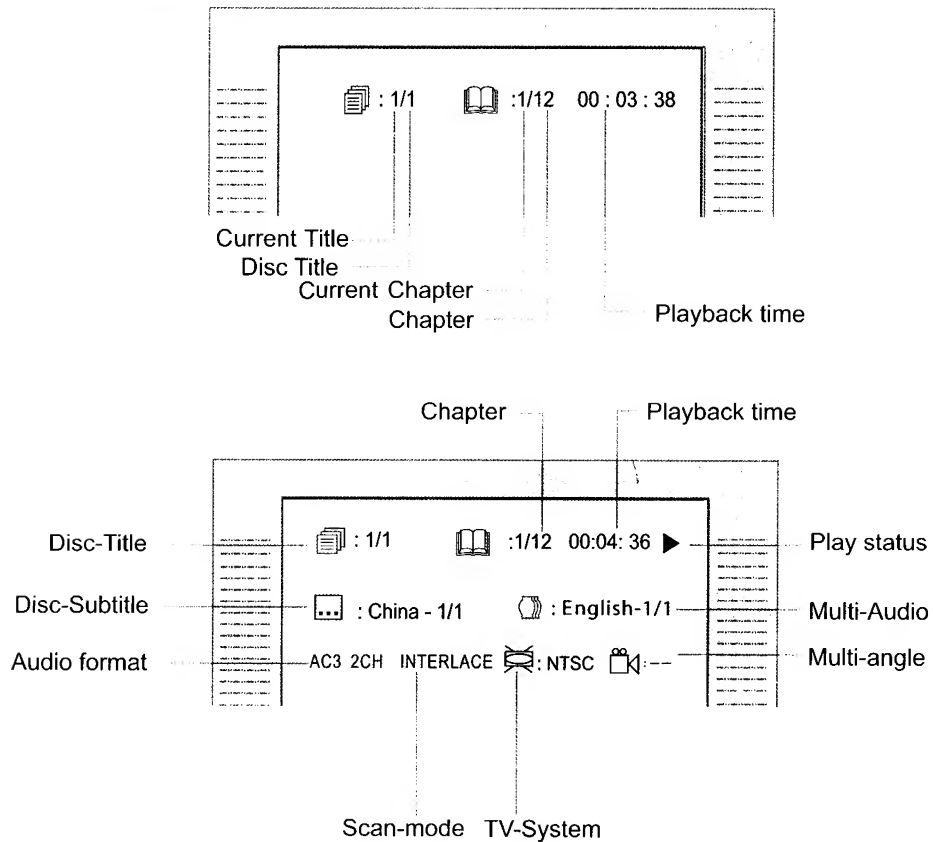 : 1/1 :1/12 00 : 03 : 38
Current Title
Disc Title
Current Chapter
Chapter
Playback time
Chapter Playback time
Disc-Title : 1/1 :1/12 00:04: 36 Play status
Disc-Subtitle : China - 1/1 : English-1/1 Multi-Audio
Audio format AC3 2CH INTERLACE : NTSC :-- Multi-angle
Scan-mode TV-System